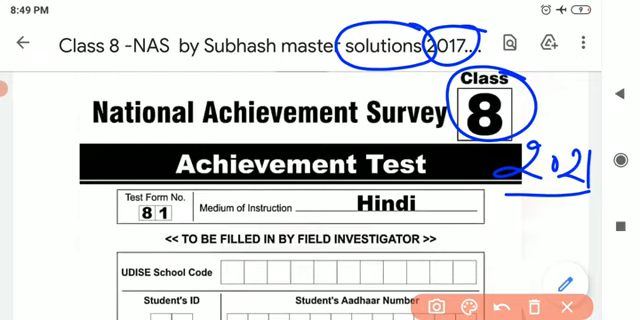 8:49 PM
Class 8 -NAS by Subhash master solutions 2017...
Class
National Achievement Survey 8
Achievement Test
2021
Test Form No.
81
Medium of Instruction Hindi
<< TO BE FILLED IN BY FIELD INVESTIGATOR >>
UDISE School Code
Student's ID Student's Aadhaar Number